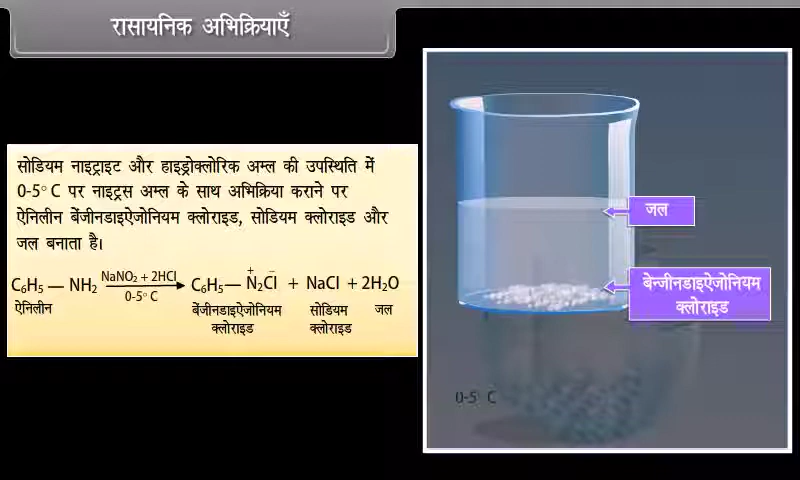 रासायनिक अभिक्रियाएँ
सोडियम नाइट्राइट और हाइड्रोक्लोरिक अम्ल की उपस्थिति में
0-5° C पर नाइट्रस अम्ल के साथ अभिक्रिया कराने पर
ऐनिलीन बेंजीनडाइऐजोनियम क्लोराइड, सोडियम क्लोराइड और
जल बनाता है।
C₆H₅ — NH₂ NaNO₂ + 2HCl 0-5° C C₆H₅— N⁺₂Cl⁻ + NaCl + 2H₂O
ऐनिलीन बेंजीनडाइऐजोनियम सोडियम जल
क्लोराइड क्लोराइड
जल
बेन्जीनडाइऐज़ोनियम
क्लोराइड
0-5° C